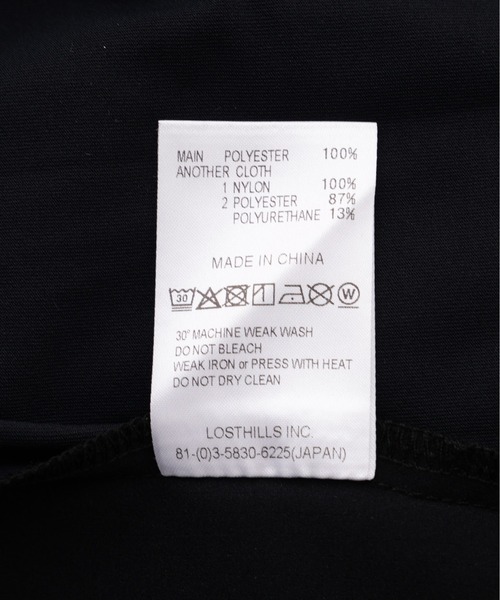 MAIN POLYESTER 100%
ANOTHER CLOTH
1 NYLON 100%
2 POLYESTER 87%
POLYURETHANE 13%
MADE IN CHINA
30 W
30° MACHINE WEAK WASH
DO NOT BLEACH
WEAK IRON or PRESS WITH HEAT
DO NOT DRY CLEAN
LOSTHILLS INC.
81-(0)3-5830-6225(JAPAN)